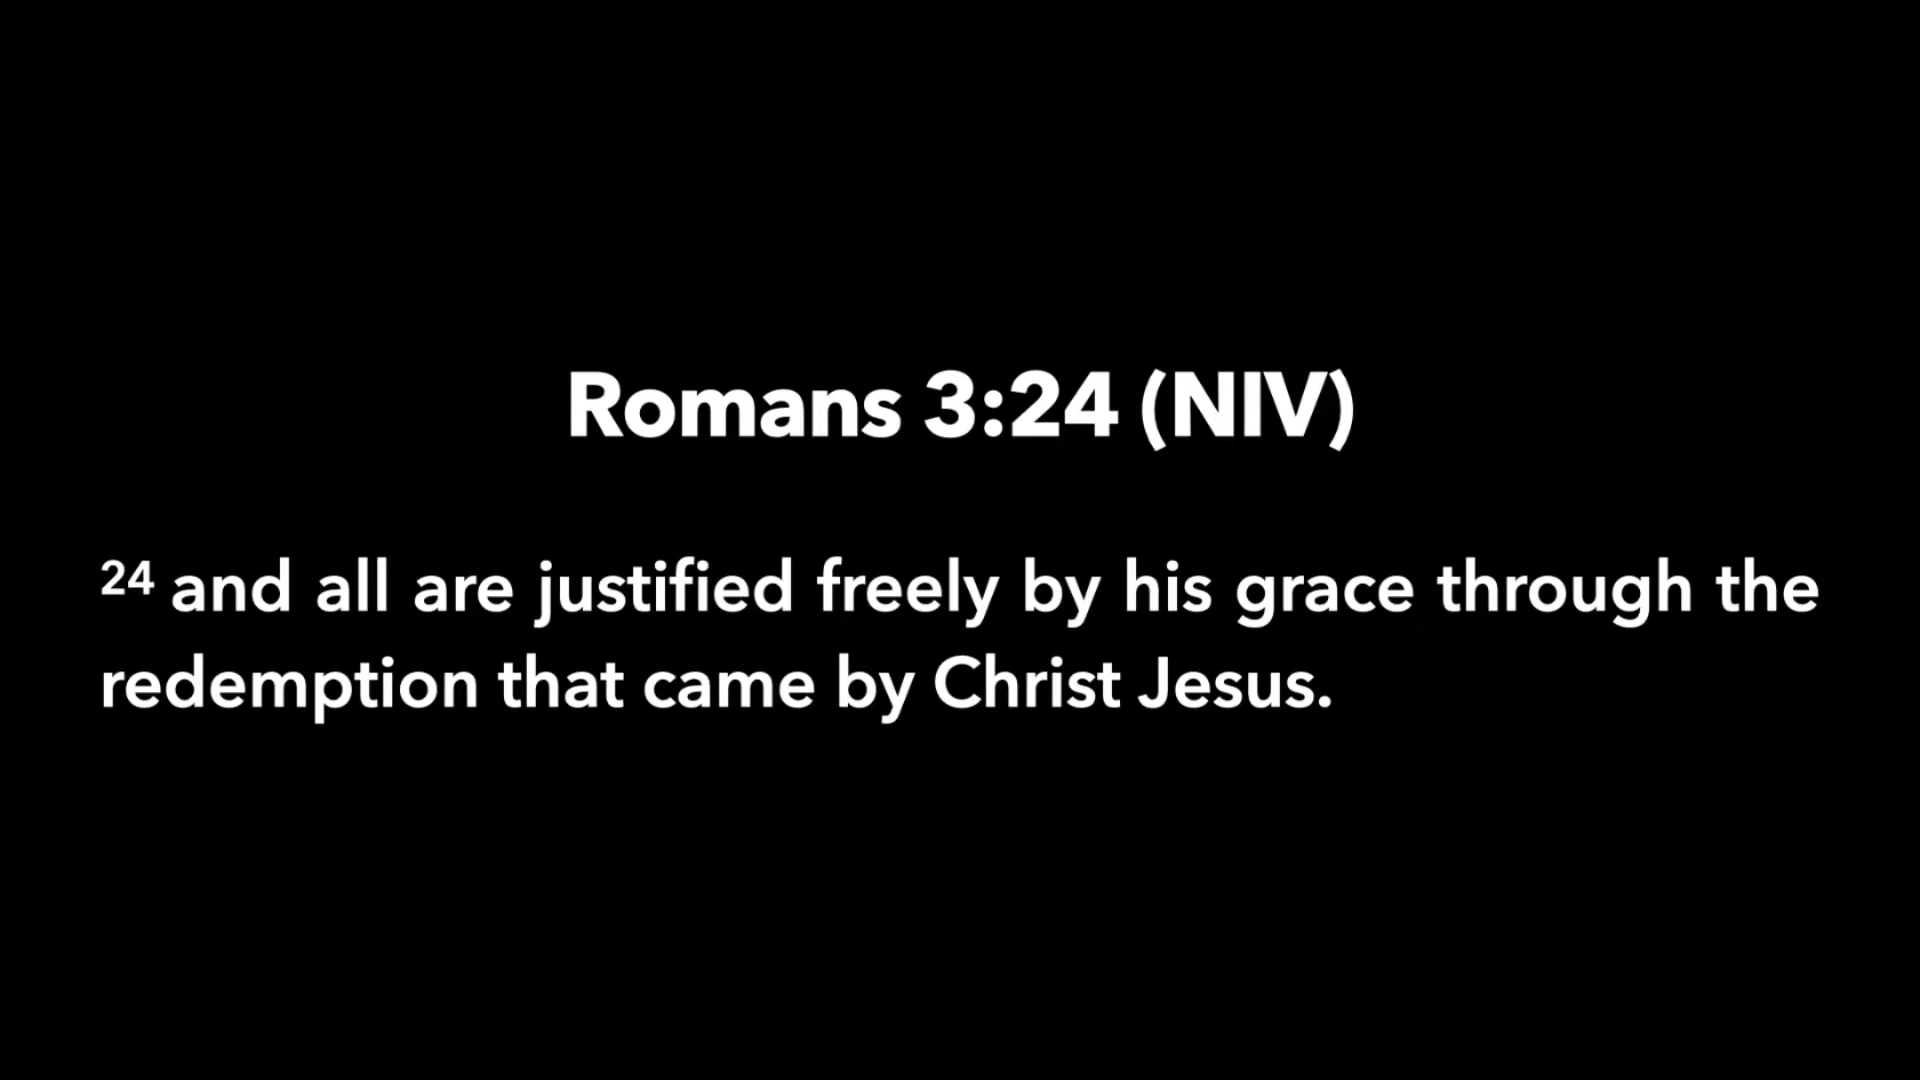 Romans 3:24 (NIV)
24 and all are justified freely by his grace through the
redemption that came by Christ Jesus.